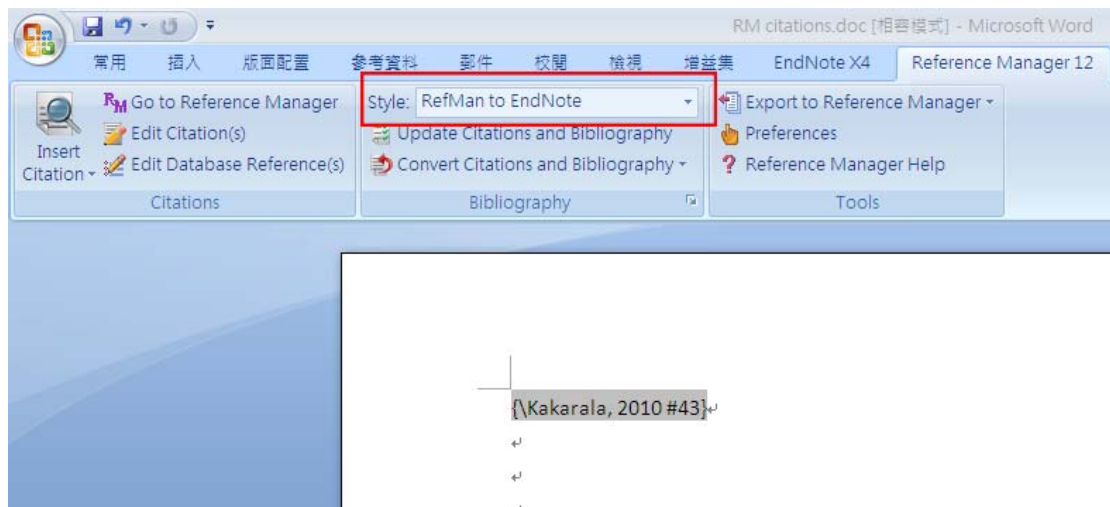 RM citations.doc [相容模式] - Microsoft Word
常用 插入 版面配置 參考資料 郵件 校閱 檢視 增益集 EndNote X4 Reference Manager 12
Insert Citation
RM Go to Reference Manager
Edit Citation(s)
Edit Database Reference(s)
Citations
Style: RefMan to EndNote
Update Citations and Bibliography
Convert Citations and Bibliography
Bibliography
Export to Reference Manager
Preferences
? Reference Manager Help
Tools
{\Kakarala, 2010 #43}